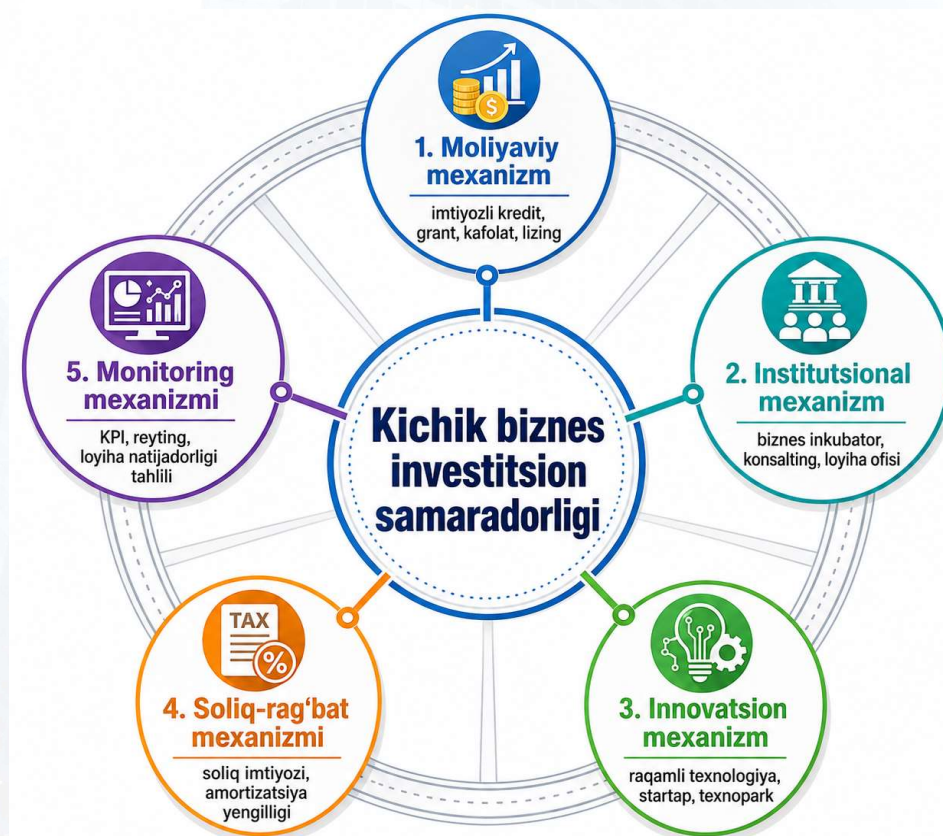 1. Moliyaviy
mexanizm
imtiyozli kredit,
grant, kafolat, lizing
2. Institutsional
mexanizm
biznes inkubator,
konsalting, loyiha ofisi
3. Innovatsion
mexanizm
raqamli texnologiya,
startap, texnopark
TAX
%
4. Soliq-rag‘bat
mexanizmi
soliq imtiyozi,
amortizatsiya
yengilligi
5. Monitoring
mexanizmi
KPI, reyting,
loyiha natijadorligi
tahlili
Kichik biznes
investitsion
samaradorligi
$